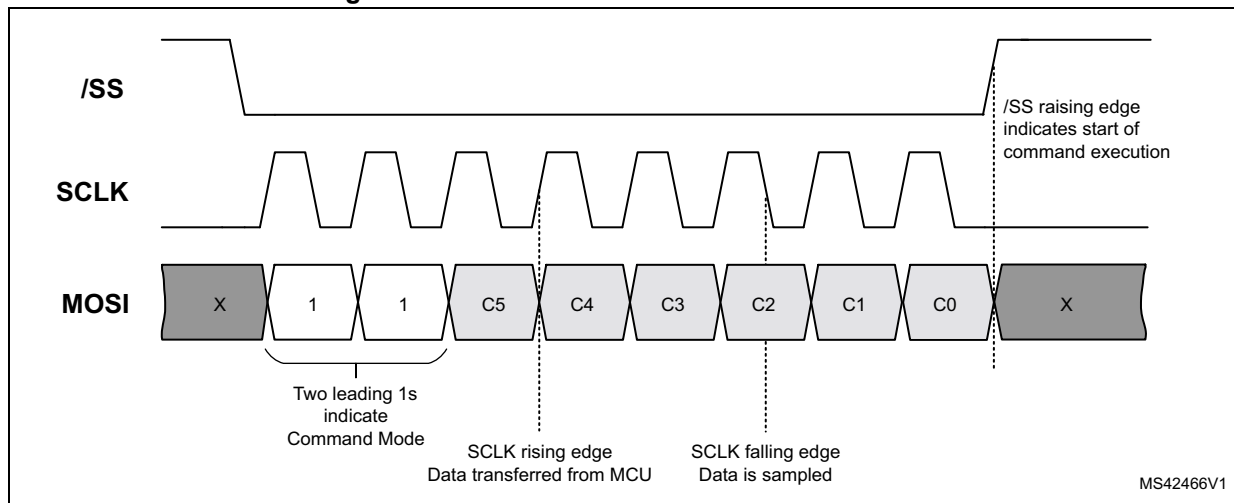 /SS
/SS raising edge
indicates start of
command execution
SCLK
MOSI
X 1 1 C5 C4 C3 C2 C1 C0 X
Two leading 1s
indicate
Command Mode
SCLK rising edge
Data transferred from MCU
SCLK falling edge
Data is sampled
MS42466V1